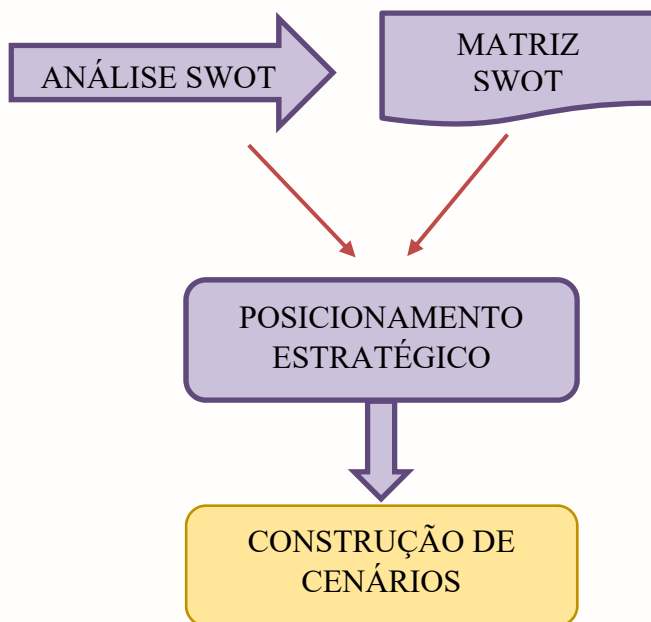 ANÁLISE SWOT
MATRIZ
SWOT
POSICIONAMENTO
ESTRATÉGICO
CONSTRUÇÃO DE
CENÁRIOS